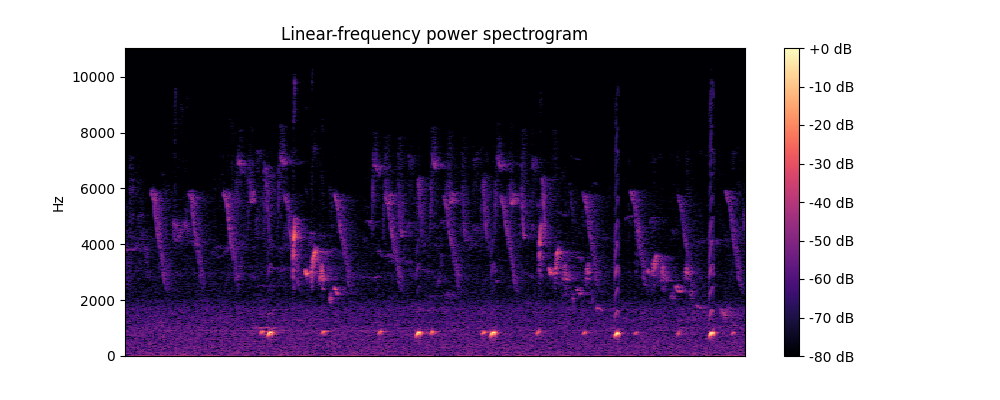 Linear-frequency power spectrogram
10000
8000
6000
4000
2000
0
Hz
+0 dB
-10 dB
-20 dB
-30 dB
-40 dB
-50 dB
-60 dB
-70 dB
-80 dB